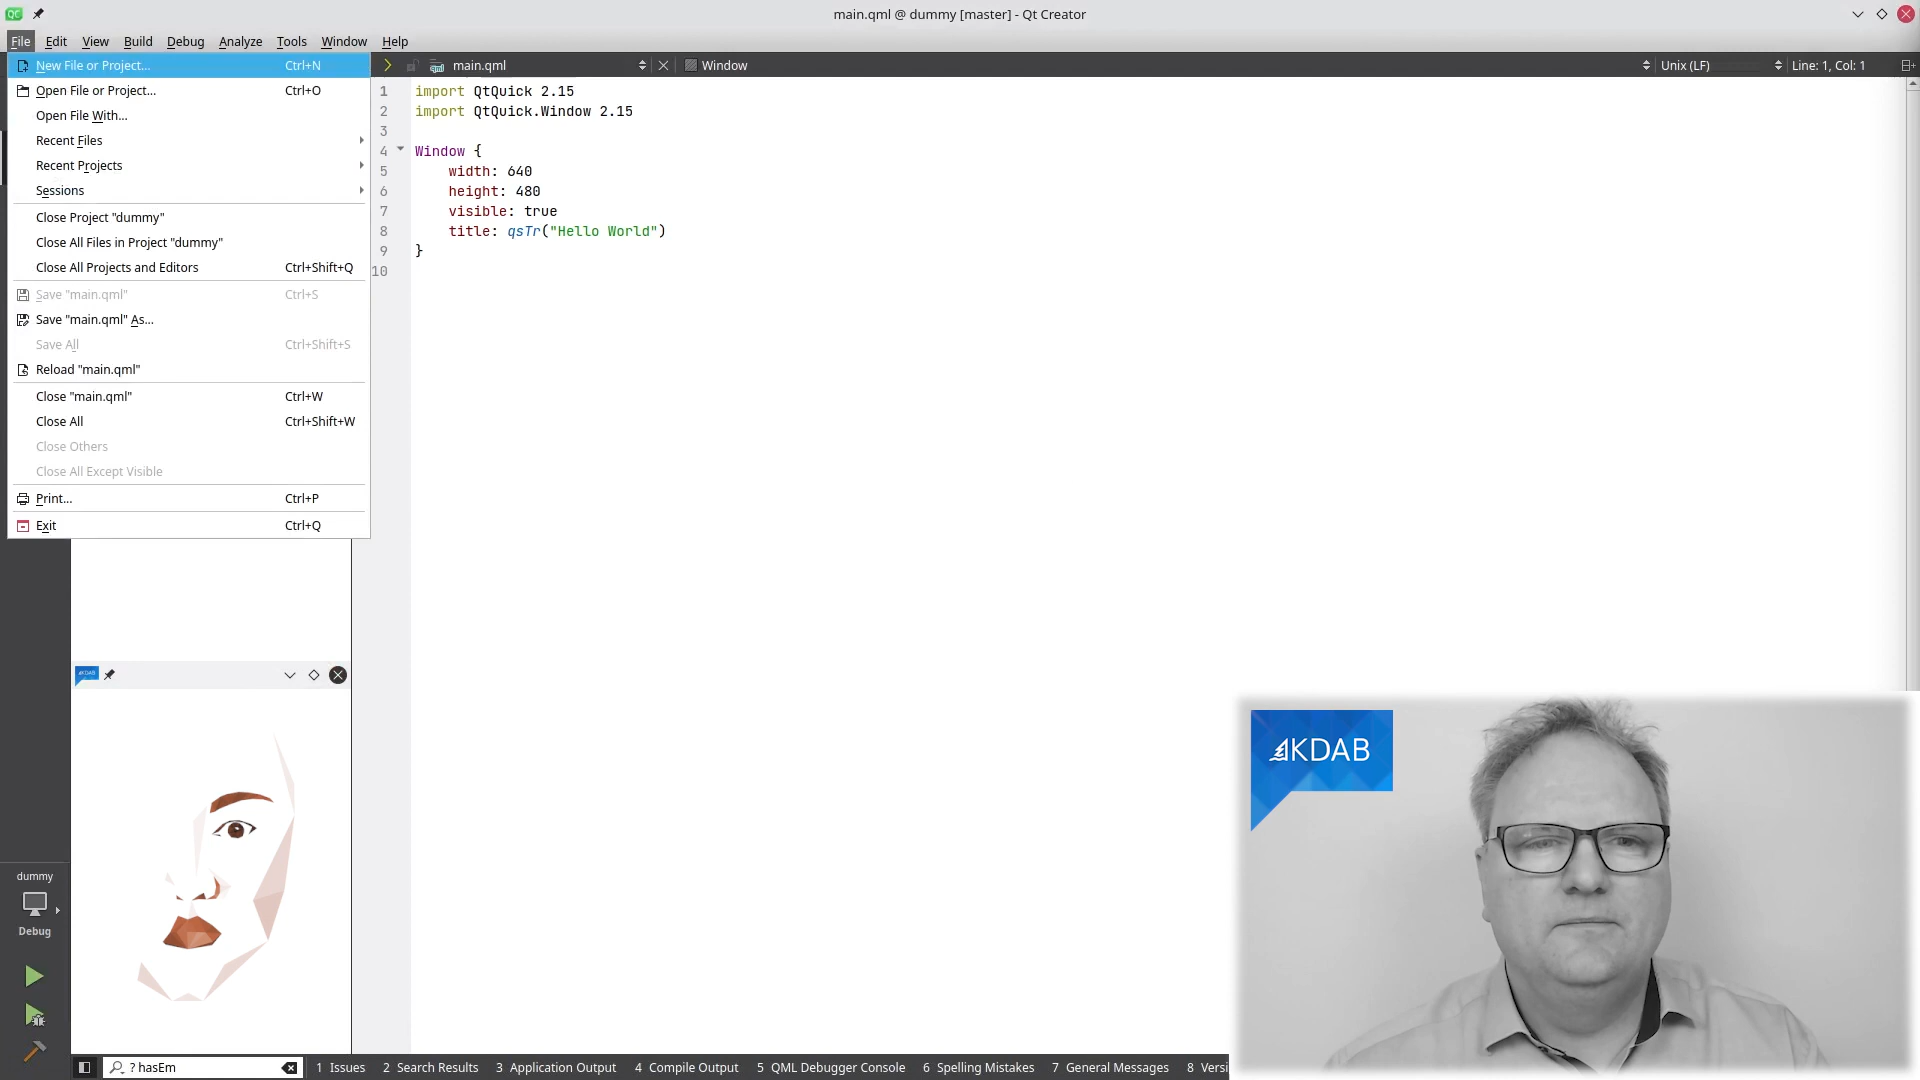 main.qml @ dummy [master] - Qt Creator
File Edit View Build Debug Analyze Tools Window Help
New File or Project... Ctrl+N
Open File or Project... Ctrl+O
Open File With...
Recent Files
Recent Projects
Sessions
Close Project "dummy"
Close All Files in Project "dummy"
Close All Projects and Editors Ctrl+Shift+Q
Save "main.qml" Ctrl+S
Save "main.qml" As...
Save All Ctrl+Shift+S
Reload "main.qml"
Close "main.qml" Ctrl+W
Close All Ctrl+Shift+W
Close Others
Close All Except Visible
Print... Ctrl+P
Exit Ctrl+Q
main.qml Window Unix (LF) Line: 1, Col: 1
1 import QtQuick 2.15
2 import QtQuick.Window 2.15
3
4 Window {
5 width: 640
6 height: 480
7 visible: true
8 title: qsTr("Hello World")
9 }
10
KDAB
KDAB
dummy
Debug
? hasEm 1 Issues 2 Search Results 3 Application Output 4 Compile Output 5 QML Debugger Console 6 Spelling Mistakes 7 General Messages 8 Versi